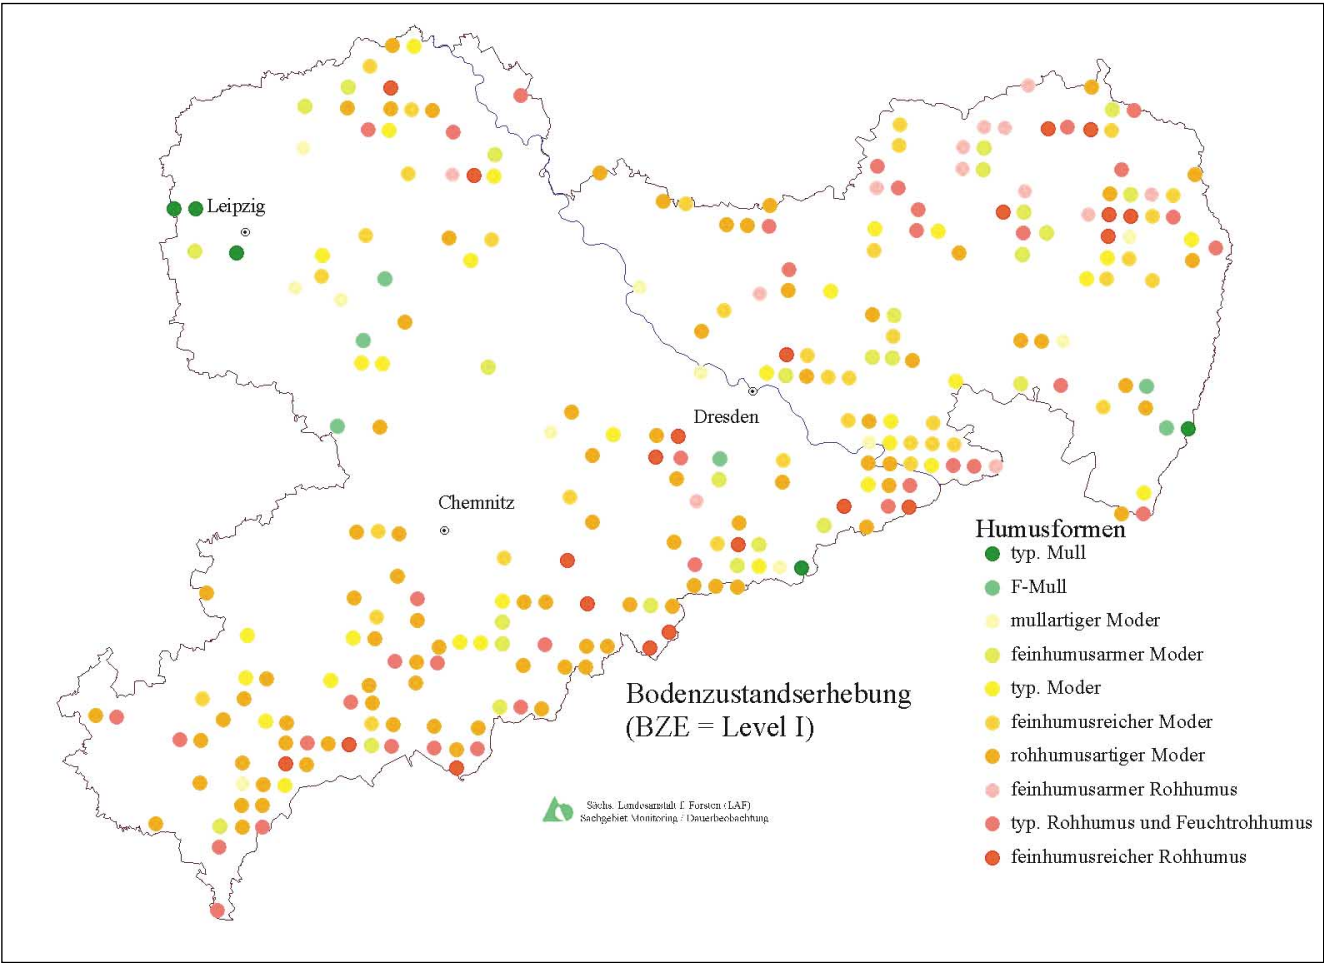 Leipzig
Dresden
Chemnitz
Humusformen
typ. Mull
F-Mull
mullartiger Moder
feinhumusarmer Moder
typ. Moder
feinhumusreicher Moder
rohhumusartiger Moder
feinhumusarmer Rohhumus
typ. Rohhumus und Feuchtrohhumus
feinhumusreicher Rohhumus
Bodenzustandserhebung
(BZE = Level I)
Sächs. Landesanstalt f. Forsten (LAF)
Sachgebiet Monitoring / Dauerbeobachtung